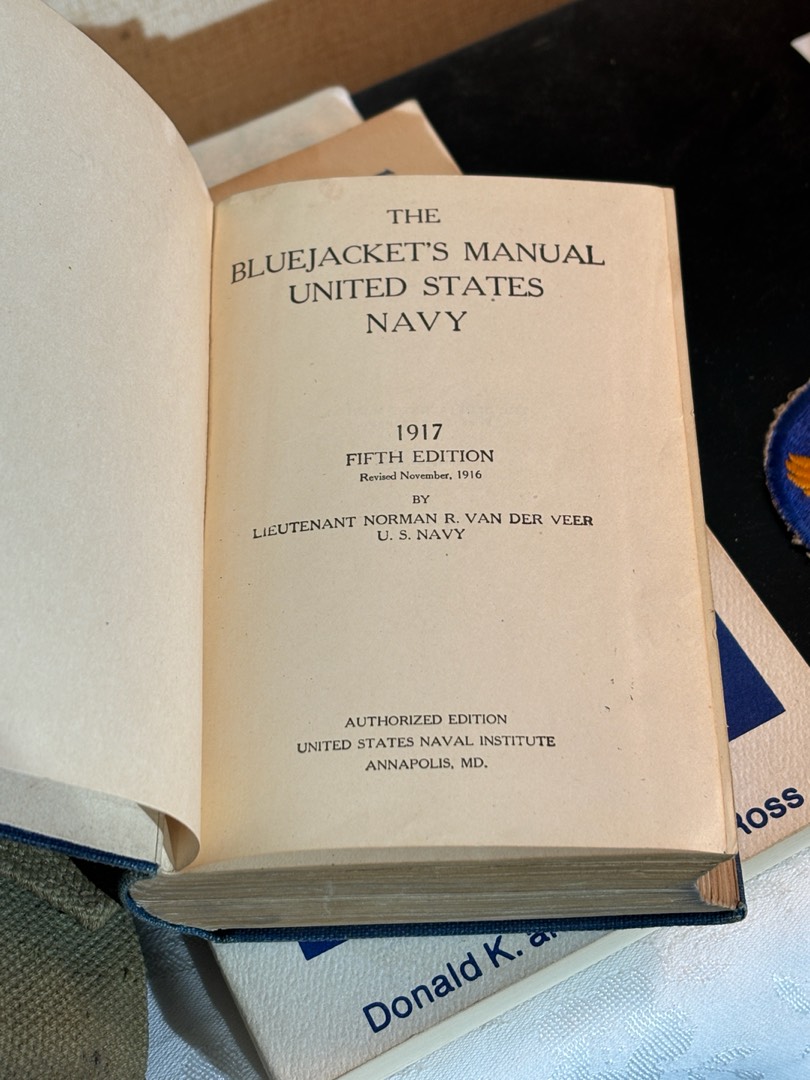 THE
BLUEJACKET'S MANUAL
UNITED STATES
NAVY
1917
FIFTH EDITION
Revised November, 1916
BY
LIEUTENANT NORMAN R. VAN DER VEER
U. S. NAVY
AUTHORIZED EDITION
UNITED STATES NAVAL INSTITUTE
ANNAPOLIS, MD.
Ross
Donald K.